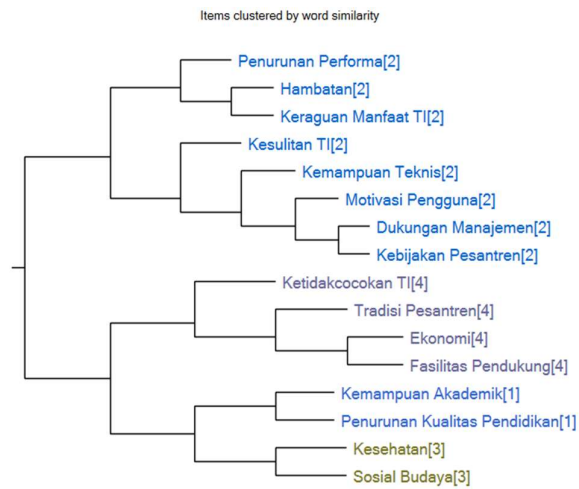 Items clustered by word similarity
Penurunan Performa[2]
Hambatan[2]
Keraguan Manfaat TI[2]
Kesulitan TI[2]
Kemampuan Teknis[2]
Motivasi Pengguna[2]
Dukungan Manajemen[2]
Kebijakan Pesantren[2]
Ketidakcocokan TI[4]
Tradisi Pesantren[4]
Ekonomi[4]
Fasilitas Pendukung[4]
Kemampuan Akademik[1]
Penurunan Kualitas Pendidikan[1]
Kesehatan[3]
Sosial Budaya[3]